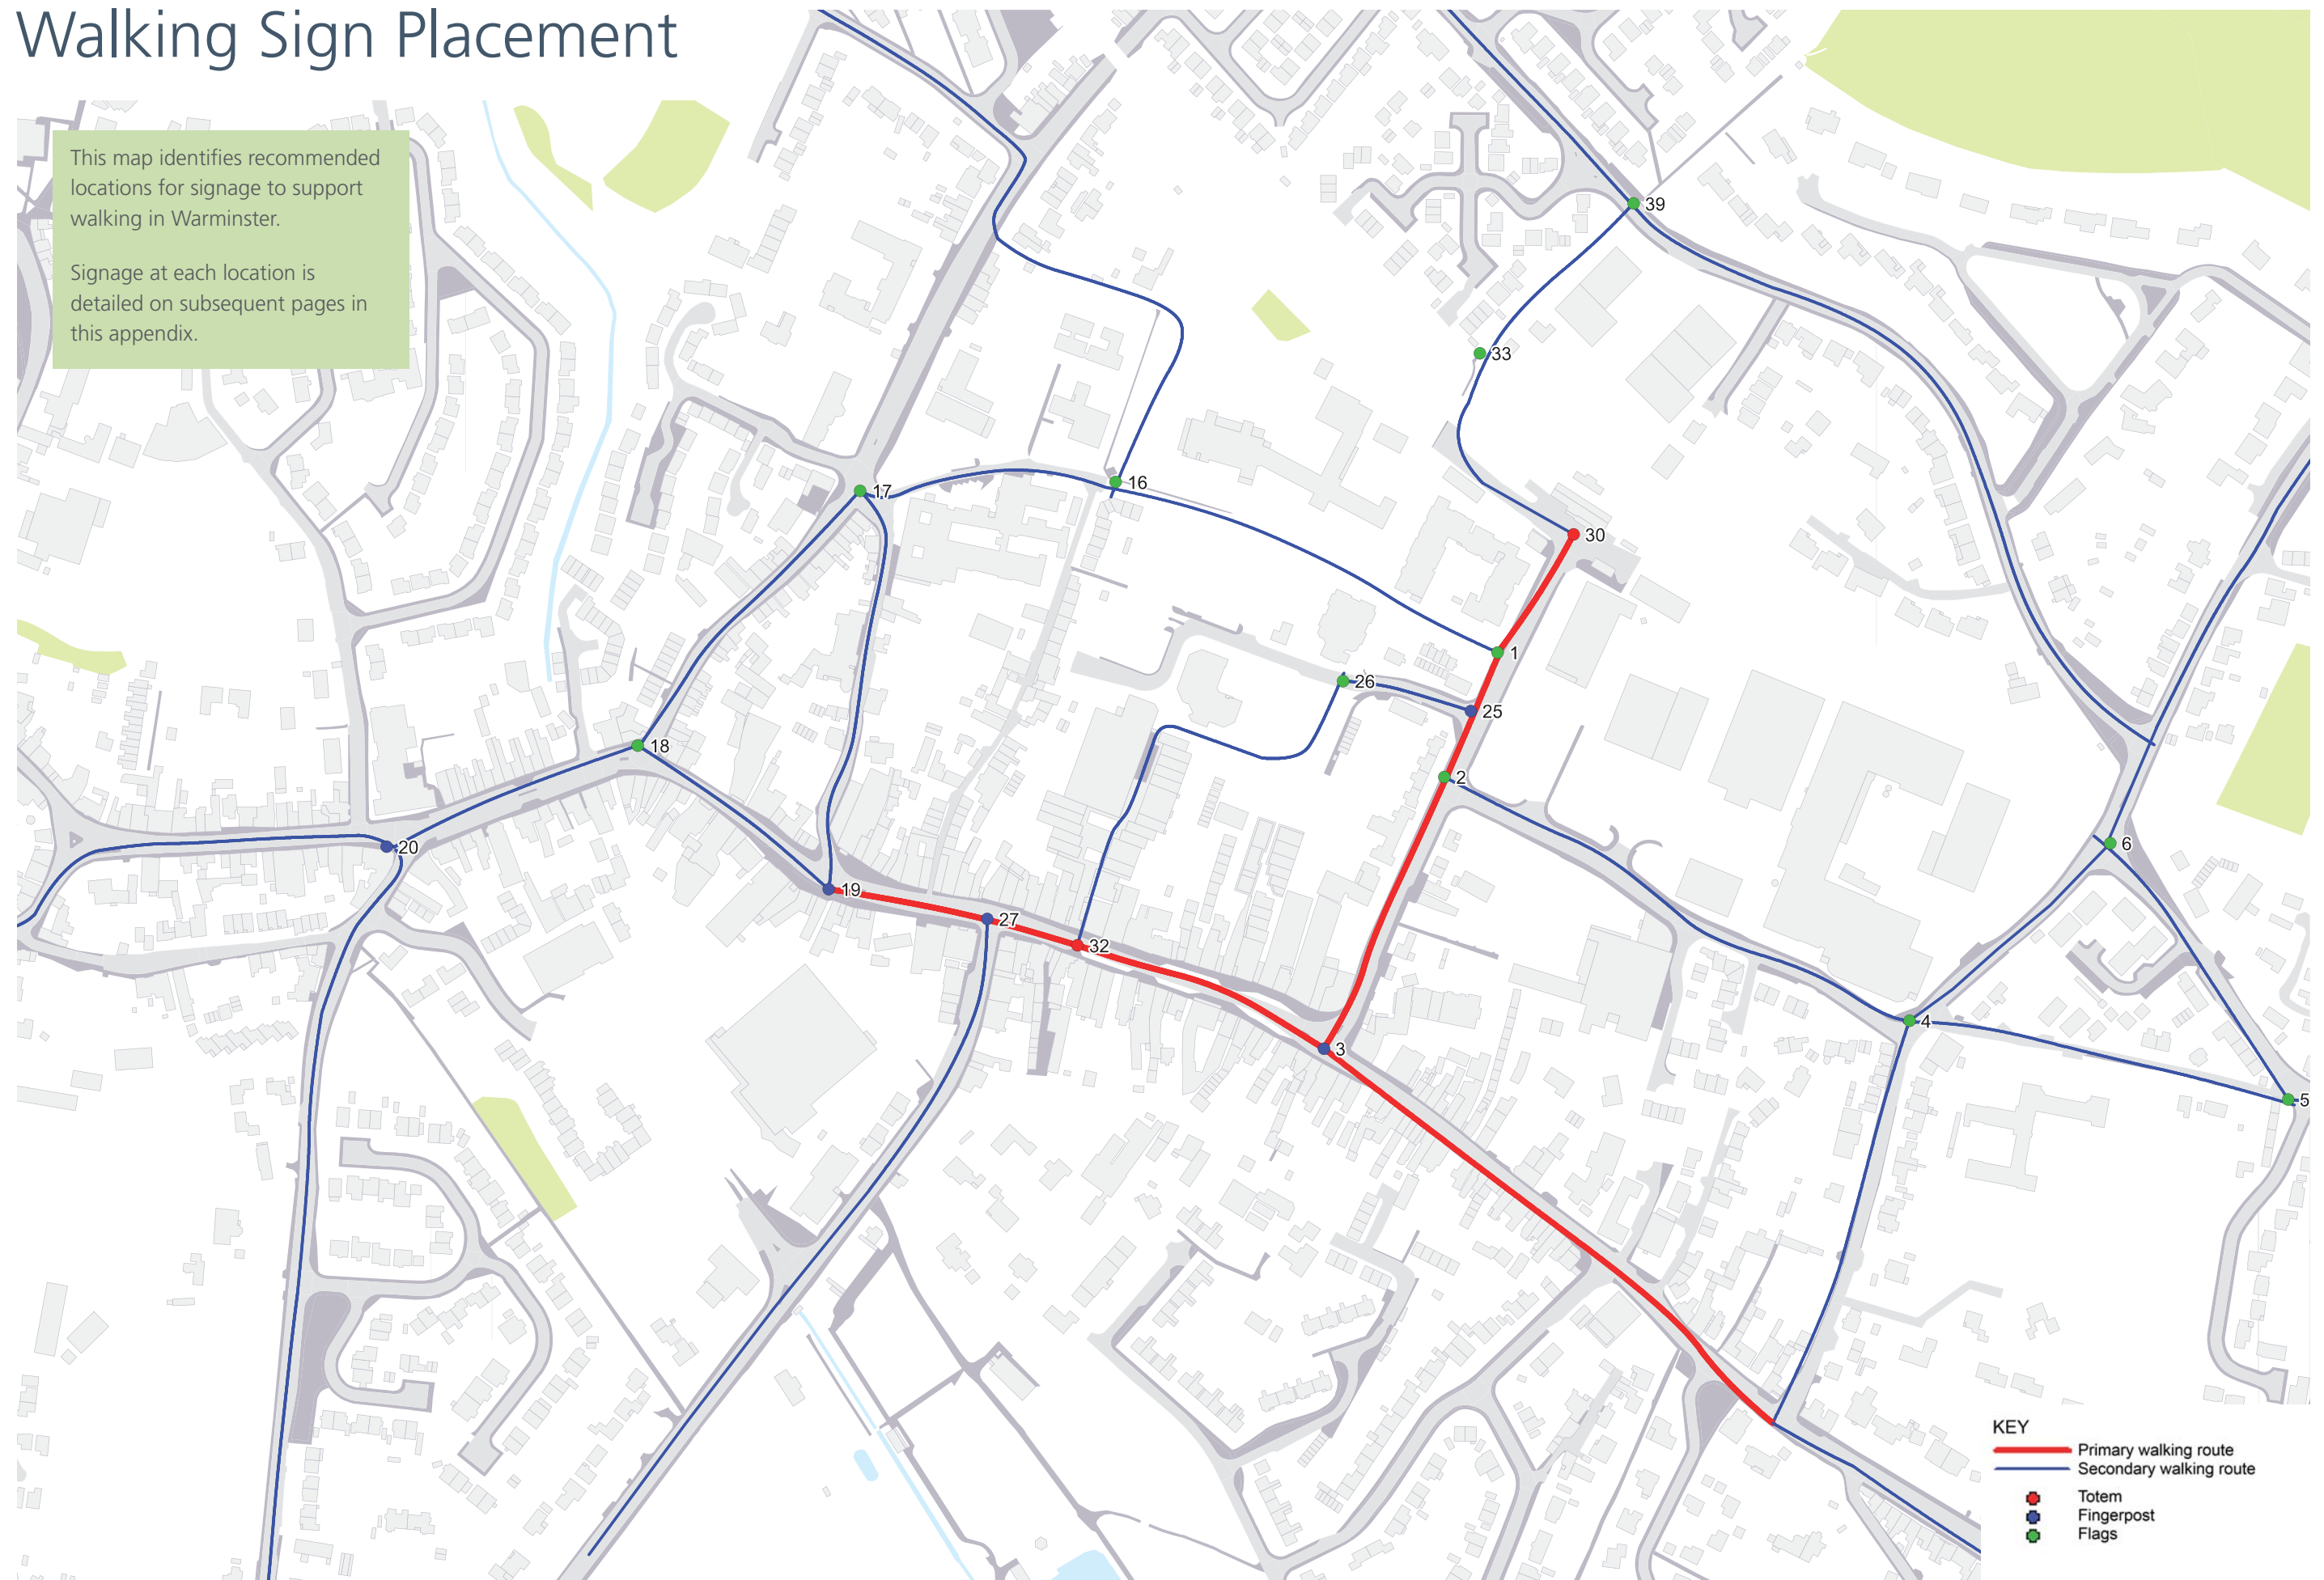 Walking Sign Placement
This map identifies recommended
locations for signage to support
walking in Warminster.
Signage at each location is
detailed on subsequent pages in
this appendix.
39
33
17
16
30
1
26
25
18
2
20
6
19
27
32
4
3
5
KEY
Primary walking route
Secondary walking route
Totem
Fingerpost
Flags